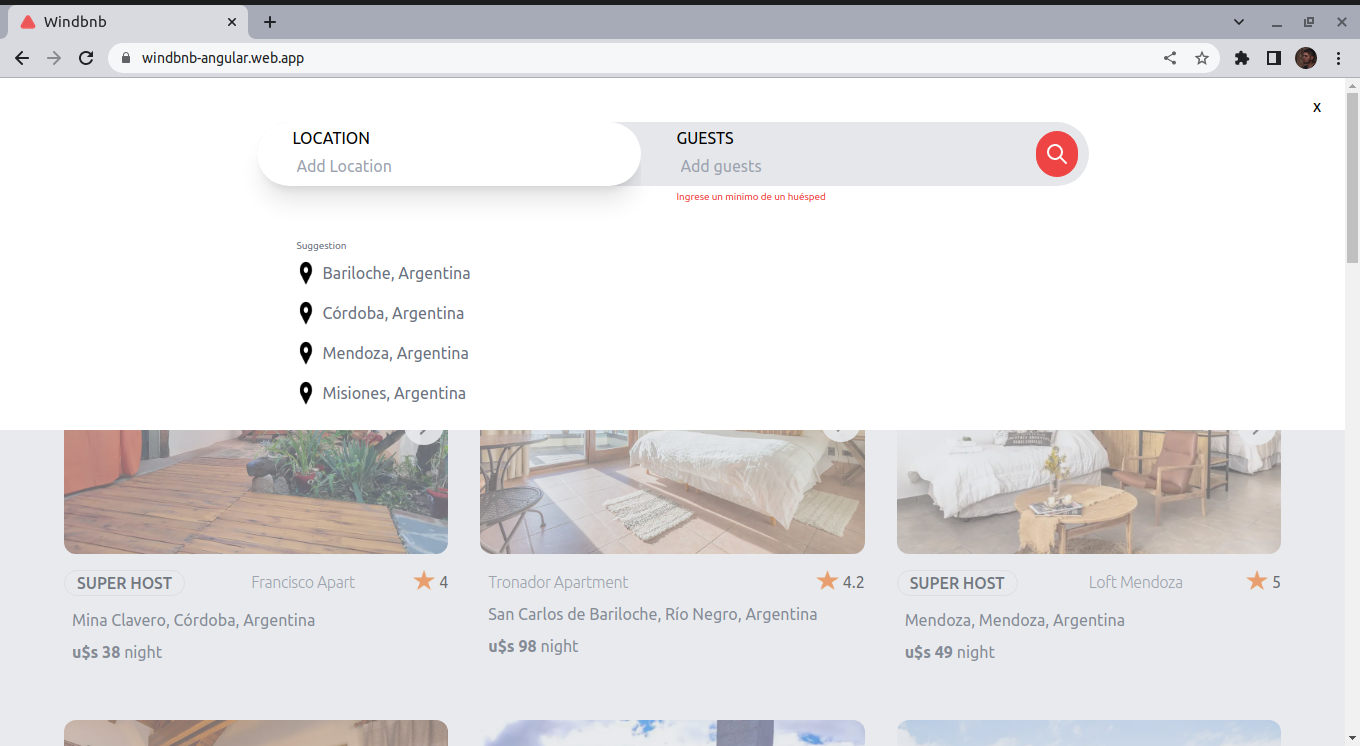 Windbnb
windbnb-angular.web.app
x
LOCATION
GUESTS
Add Location
Add guests
Ingrese un minimo de un huésped
Suggestion
Bariloche, Argentina
Córdoba, Argentina
Mendoza, Argentina
Misiones, Argentina
SUPER HOST Francisco Apart 4
Mina Clavero, Córdoba, Argentina
u$s 38 night
Tronador Apartment 4.2
San Carlos de Bariloche, Río Negro, Argentina
u$s 98 night
SUPER HOST Loft Mendoza 5
Mendoza, Mendoza, Argentina
u$s 49 night